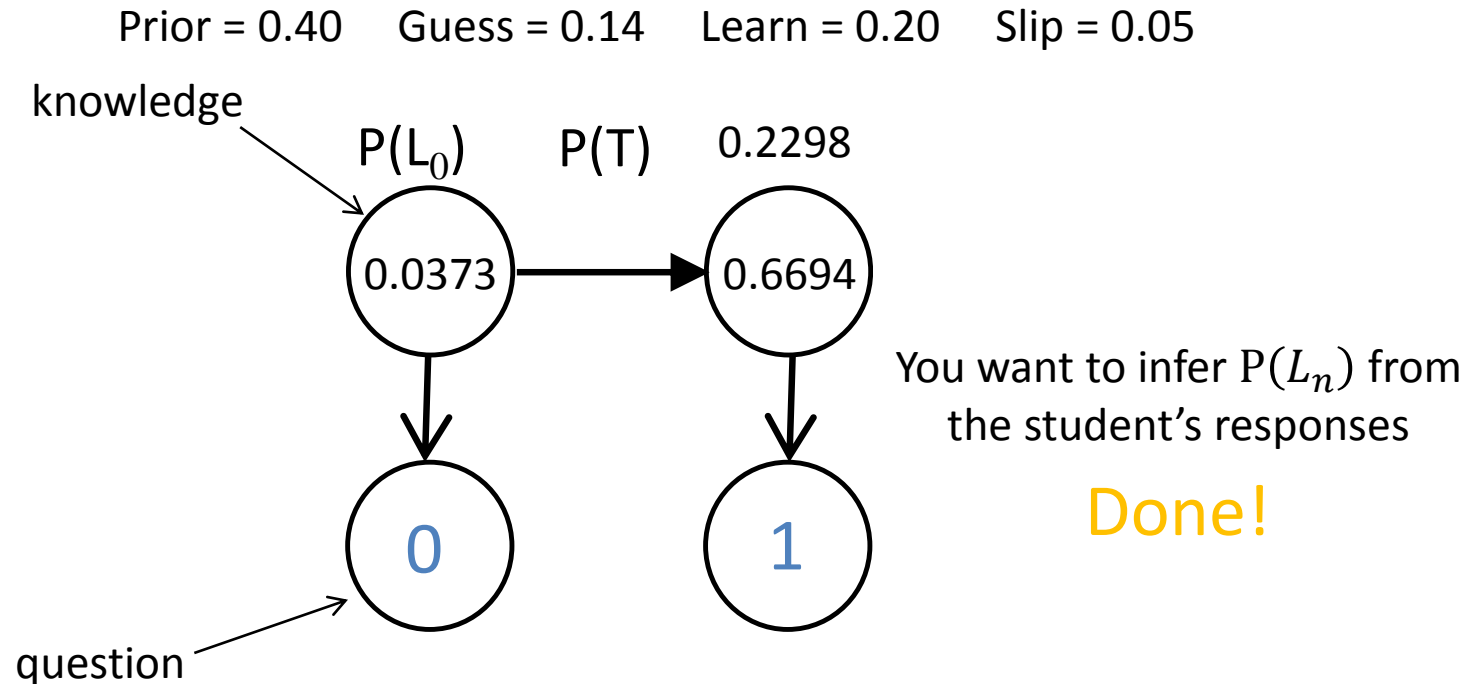 Prior = 0.40 Guess = 0.14 Learn = 0.20 Slip = 0.05
knowledge
P(L₀) P(T) 0.2298
0.0373 0.6694
You want to infer P(Lₙ) from
the student's responses
Done!
0 1
question